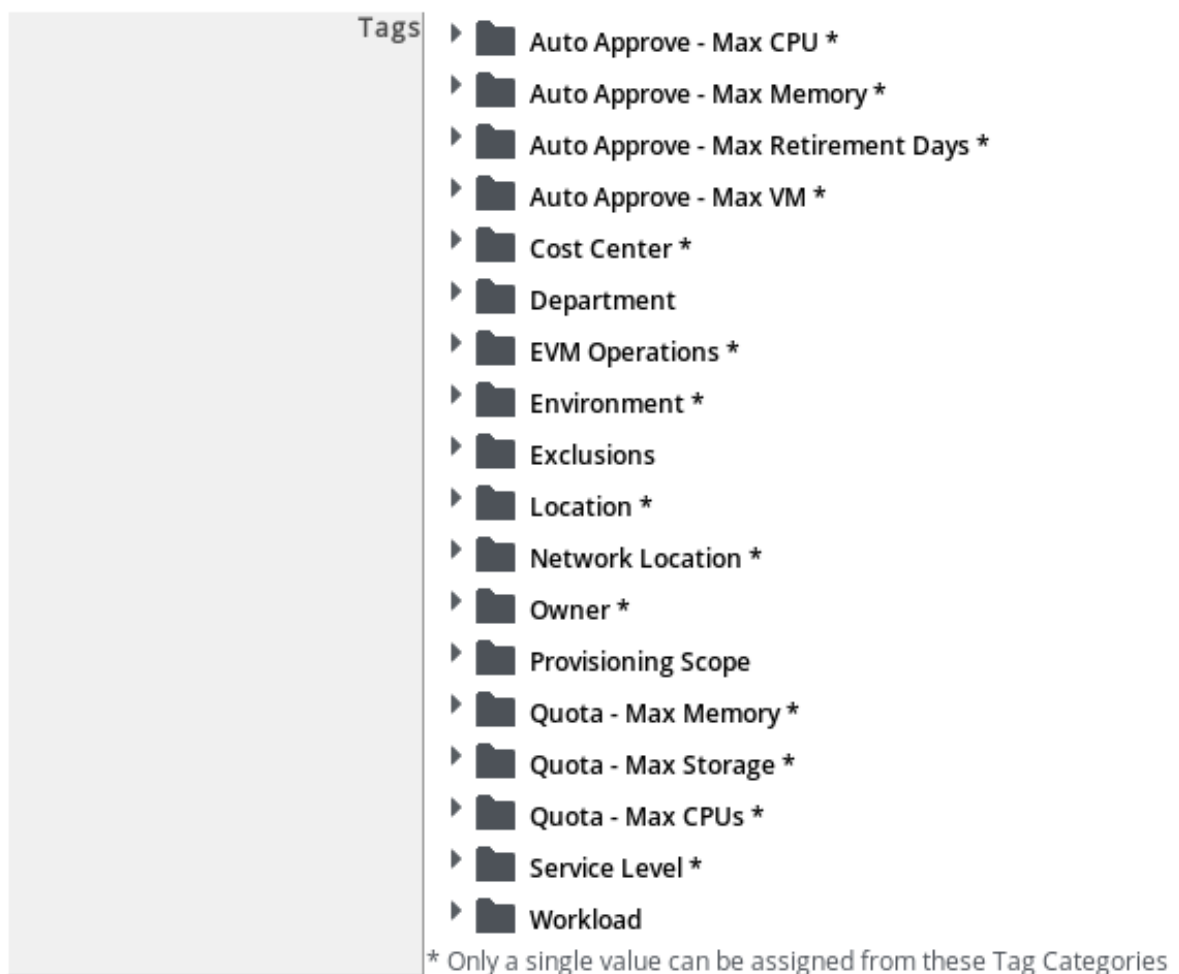 Tags
Auto Approve - Max CPU *
Auto Approve - Max Memory *
Auto Approve - Max Retirement Days *
Auto Approve - Max VM *
Cost Center *
Department
EVM Operations *
Environment *
Exclusions
Location *
Network Location *
Owner *
Provisioning Scope
Quota - Max Memory *
Quota - Max Storage *
Quota - Max CPUs *
Service Level *
Workload
* Only a single value can be assigned from these Tag Categories